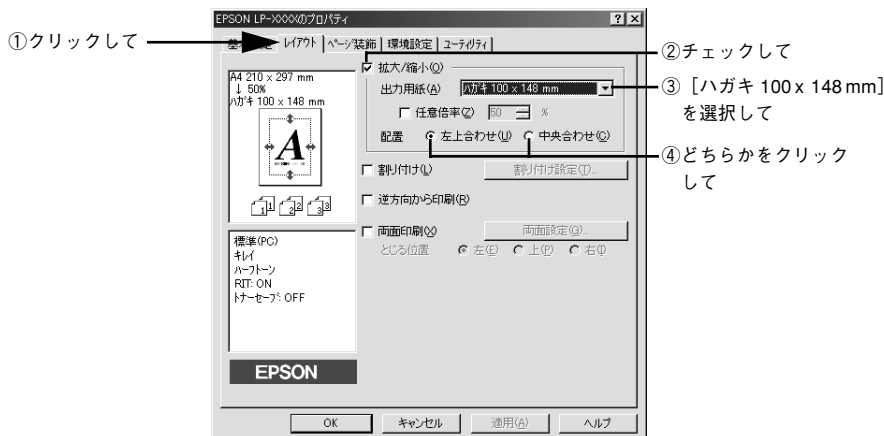 EPSON LP-XXXXのプロパティ
? ×
①クリックして
レイアウト
ページ装飾
環境設定
ユーティリティ
②チェックして
A4 210 x 297 mm
↓ 50%
ハガキ 100 x 148 mm
A
1 1 2 2 3 3
拡大/縮小(O)
出力用紙(A) ハガキ 100 x 148 mm
③［ハガキ 100 x 148 mm］
を選択して
任意倍率(Z) 50 %
配置 左上合わせ(U) 中央合わせ(C)
④どちらかをクリック
して
割り付け(L) 割り付け設定(T)...
逆方向から印刷(R)
両面印刷(X) 両面設定(G)...
とじる位置 左(E) 上(P) 右(I)
標準(PC)
キレイ
ハーフトーン
RIT: ON
トナーセーブ: OFF
EPSON
OK キャンセル 適用(A) ヘルプ